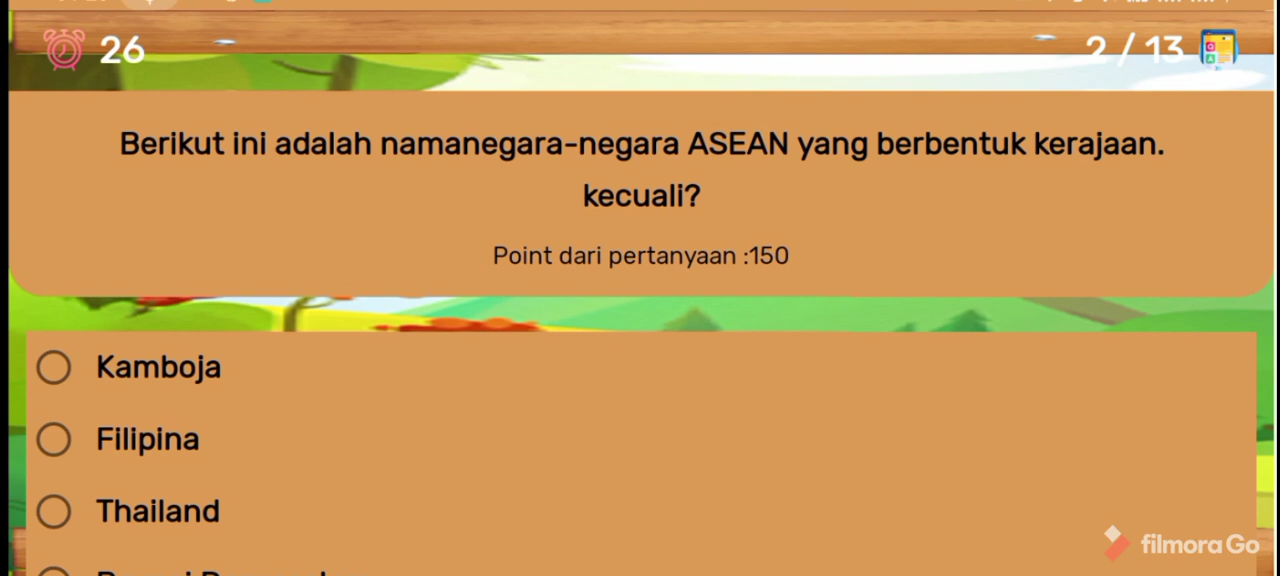 26
2 / 13
Berikut ini adalah namanegara-negara ASEAN yang berbentuk kerajaan.
kecuali?
Point dari pertanyaan :150
Kamboja
Filipina
Thailand
filmora Go